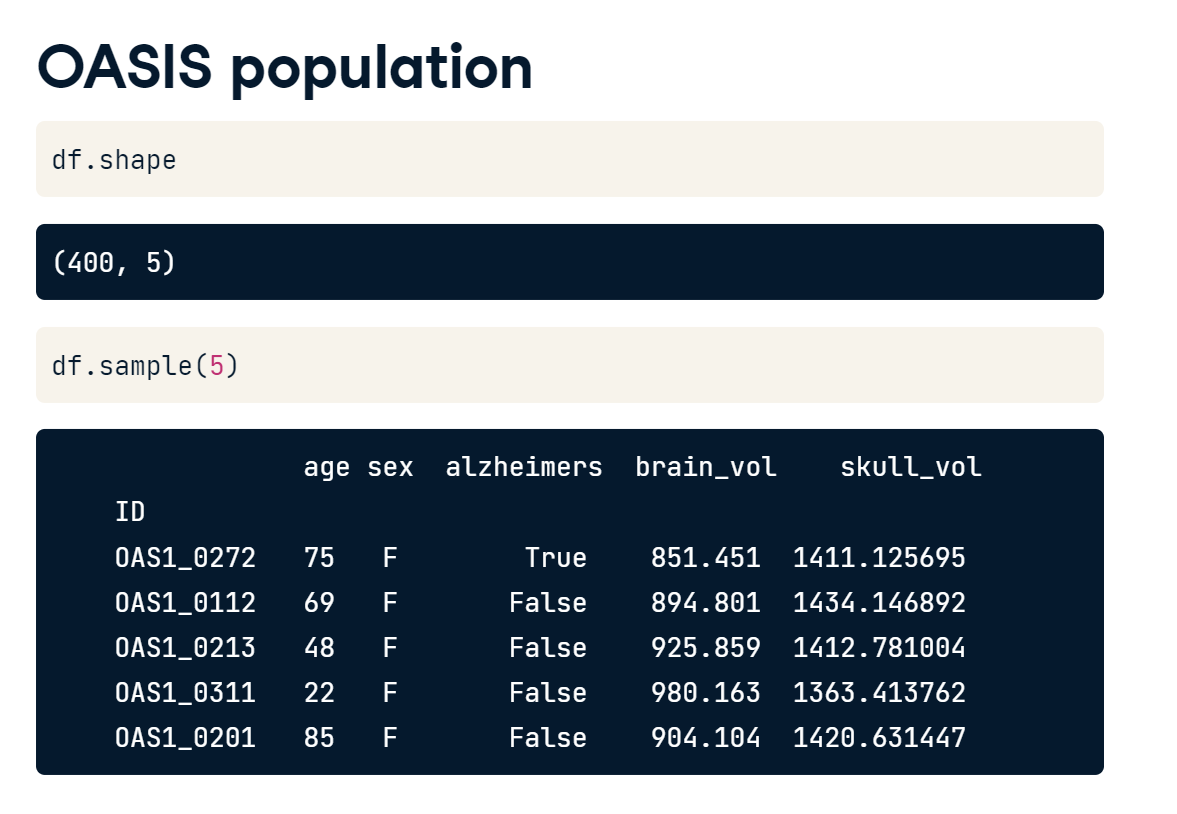 OASIS population
df.shape
(400, 5)
df.sample(5)
age sex alzheimers brain_vol skull_vol
ID
OAS1_0272 75 F True 851.451 1411.125695
OAS1_0112 69 F False 894.801 1434.146892
OAS1_0213 48 F False 925.859 1412.781004
OAS1_0311 22 F False 980.163 1363.413762
OAS1_0201 85 F False 904.104 1420.631447